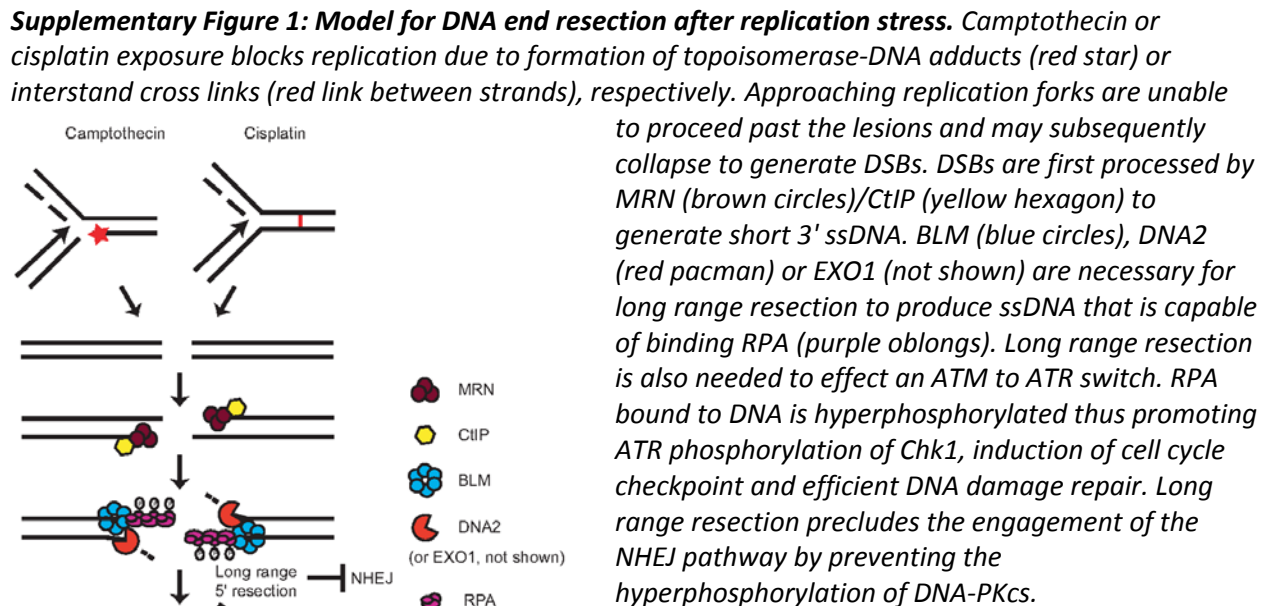 Supplementary Figure 1: Model for DNA end resection after replication stress. Camptothecin or
cisplatin exposure blocks replication due to formation of topoisomerase-DNA adducts (red star) or
interstand cross links (red link between strands), respectively. Approaching replication forks are unable
to proceed past the lesions and may subsequently
collapse to generate DSBs. DSBs are first processed by
MRN (brown circles)/CtIP (yellow hexagon) to
generate short 3' ssDNA. BLM (blue circles), DNA2
(red pacman) or EXO1 (not shown) are necessary for
long range resection to produce ssDNA that is capable
of binding RPA (purple oblongs). Long range resection
is also needed to effect an ATM to ATR switch. RPA
bound to DNA is hyperphosphorylated thus promoting
ATR phosphorylation of Chk1, induction of cell cycle
checkpoint and efficient DNA damage repair. Long
range resection precludes the engagement of the
NHEJ pathway by preventing the
hyperphosphorylation of DNA-PKcs.
Camptothecin
Cisplatin
MRN
CtIP
BLM
DNA2
(or EXO1, not shown)
Long range
5' resection
NHEJ
RPA